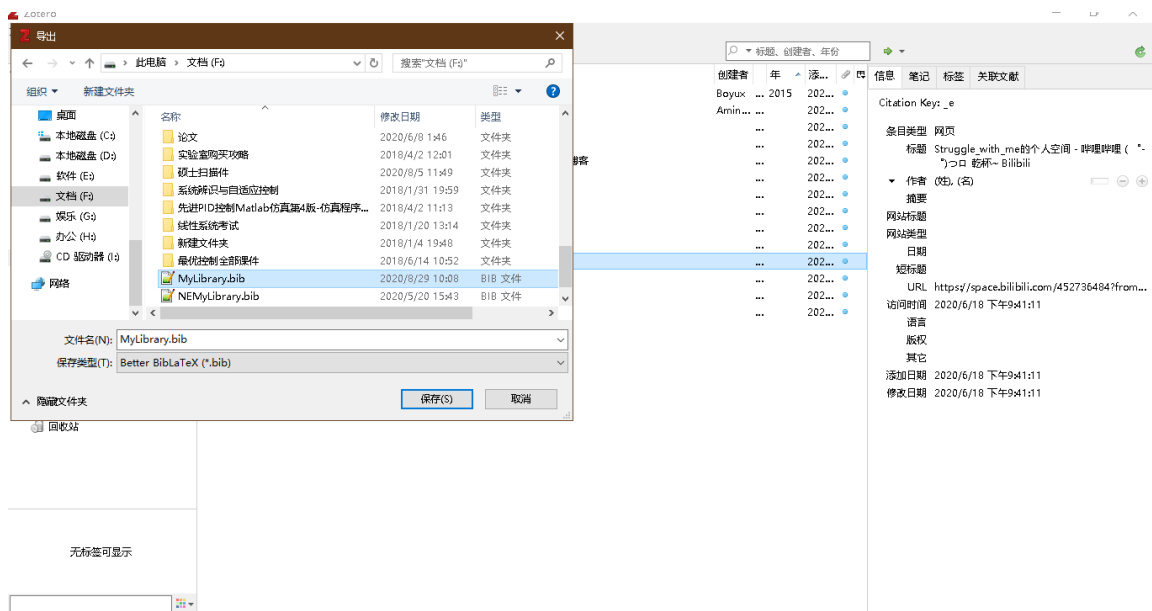 Zotero
导出
此电脑 › 文档 (F:)
搜索"文档 (F:)"
组织
新建文件夹
桌面
本地磁盘 (C:)
本地磁盘 (D:)
软件 (E:)
文档 (F:)
娱乐 (G:)
办公 (H:)
CD 驱动器 (I:)
网络
名称 修改日期 类型
论文 2020/6/8 1:46 文件夹
实验室购买攻略 2018/4/2 12:01 文件夹
硕士扫描件 2020/8/5 11:49 文件夹
系统辨识与自适应控制 2018/1/31 19:59 文件夹
先进PID控制Matlab仿真第4版-仿真程序... 2018/4/2 11:13 文件夹
线性系统考试 2018/1/20 13:14 文件夹
新建文件夹 2018/1/4 19:48 文件夹
最优控制全部课件 2018/6/14 10:52 文件夹
MyLibrary.bib 2020/8/29 10:08 BIB 文件
NEMyLibrary.bib 2020/5/20 15:43 BIB 文件
文件名(N): MyLibrary.bib
保存类型(T): Better BibLaTeX (*.bib)
隐藏文件夹
保存(S)
取消
回收站
无标签可显示
标题、创建者、年份
创建者 年 添...
Boyux ... 2015 202...
Amin... ... 202...
... 202...
... 202...
博客 ... 202...
... 202...
... 202...
... 202...
... 202...
... 202...
... 202...
... 202...
... 202...
... 202...
信息 笔记 标签 关联文献
Citation Key: _e
条目类型 网页
标题 Struggle_with_me的个人空间 - 哔哩哔哩 ( ゜-
゜)つロ 乾杯~ Bilibili
作者 (姓), (名)
摘要
网站标题
网站类型
日期
短标题
URL https://space.bilibili.com/452736484?from...
访问时间 2020/6/18 下午9:41:11
语言
版权
其它
添加日期 2020/6/18 下午9:41:11
修改日期 2020/6/18 下午9:41:11